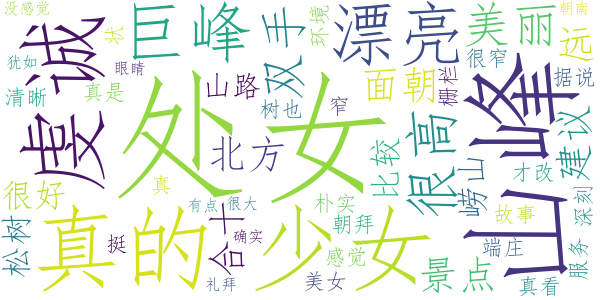 没感觉
状
朝南
犹如
眼睛
清晰
真是
虔诚
巨峰
山路
双手
环境
漂亮
美丽
很窄
远
树也
窄
面朝
栅栏
据说
处女
北方
比较
很高
崂山
山峰
建议
才改
很好
松树
真的
挺
合十
真
有点
很大
确实
礼拜
少女
朴实
朝拜
感觉
美女
景点
故事
端庄
真看
深刻
服务